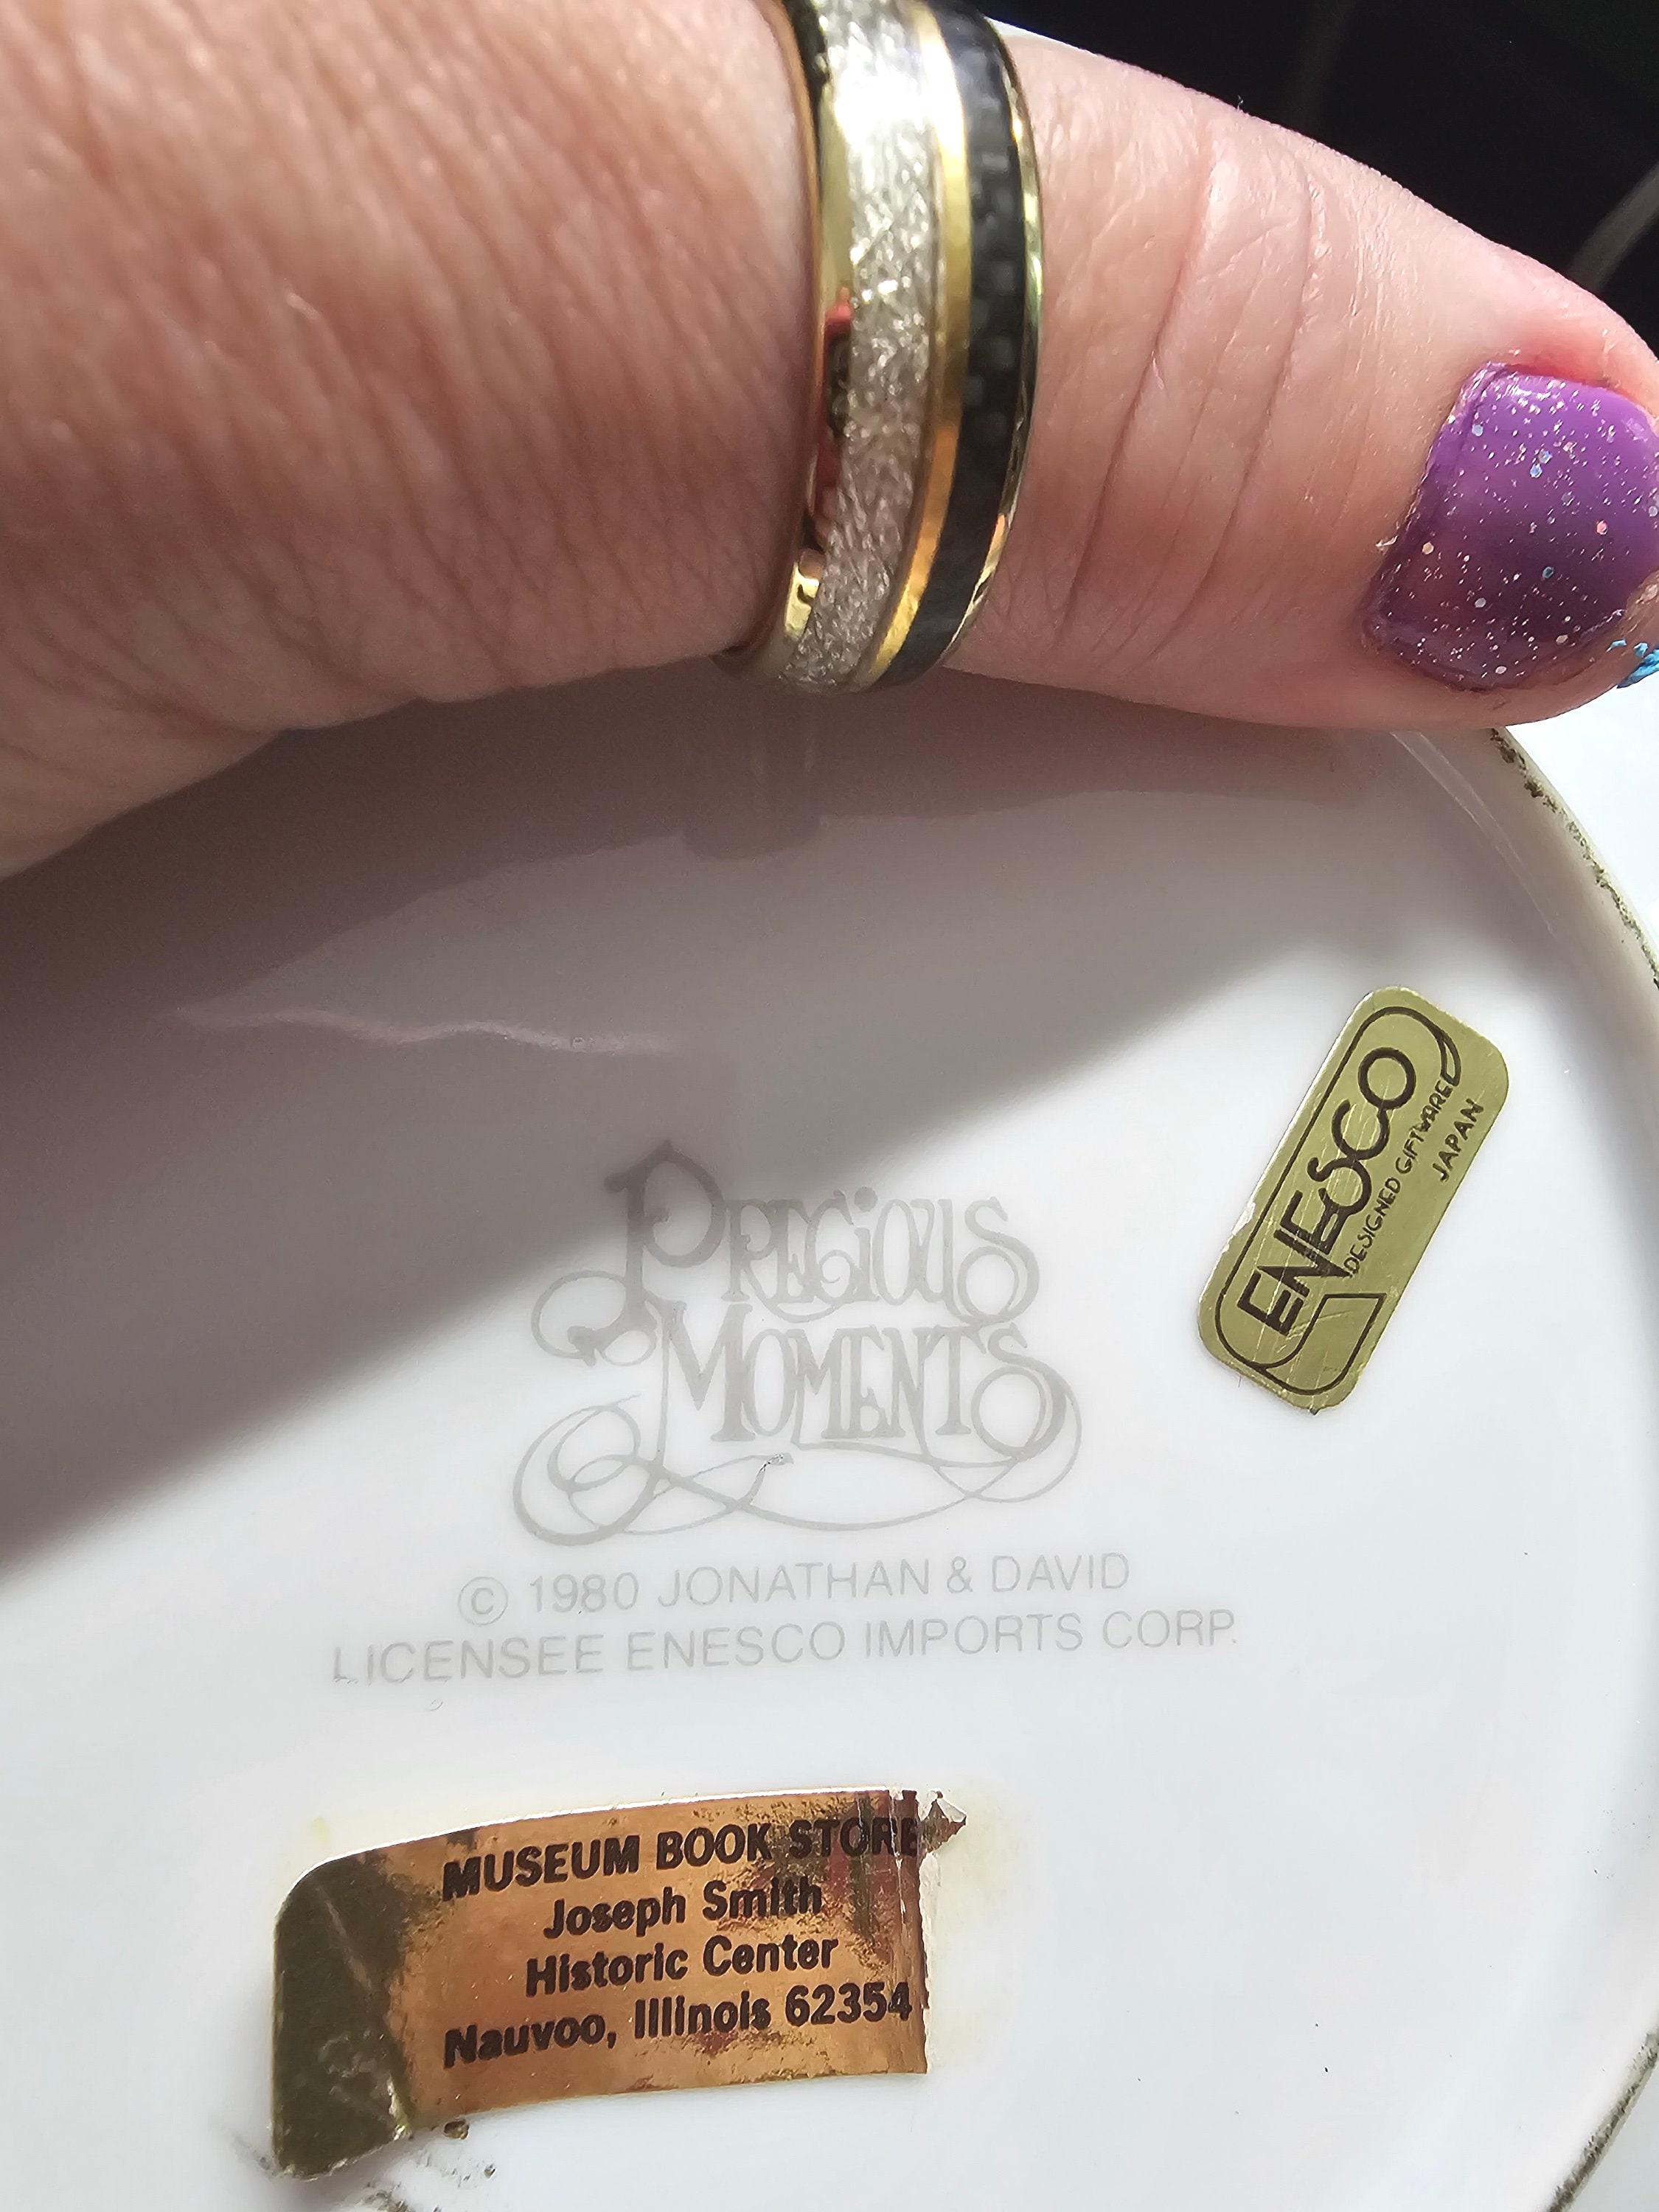 ENESCO
DESIGNED GIFTWARE
JAPAN
PRECIOUS
MOMENTS
© 1980 JONATHAN & DAVID
LICENSEE ENESCO IMPORTS CORP.
MUSEUM BOOK STORE
Joseph Smith
Historic Center
Nauvoo, Illinois 62354